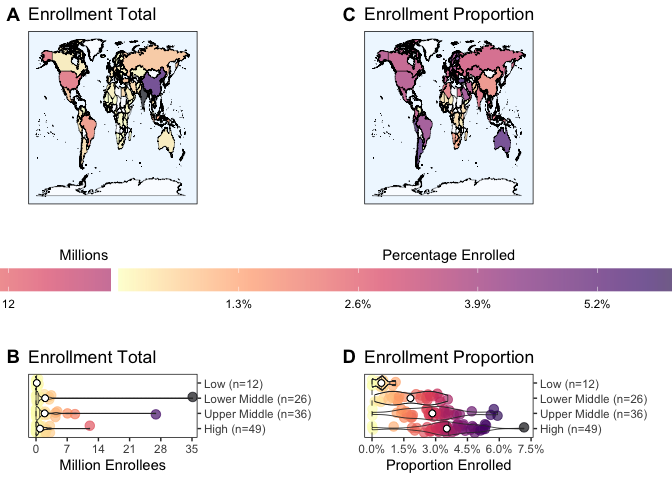 A Enrollment Total
C Enrollment Proportion
Millions
Percentage Enrolled
12
1.3% 2.6% 3.9% 5.2%
B Enrollment Total
D Enrollment Proportion
Low (n=12)
Lower Middle (n=26)
Upper Middle (n=36)
High (n=49)
0 7 14 21 28 35
Million Enrollees
Low (n=12)
Lower Middle (n=26)
Upper Middle (n=36)
High (n=49)
0.0% 1.5% 3.0% 4.5% 6.0% 7.5%
Proportion Enrolled